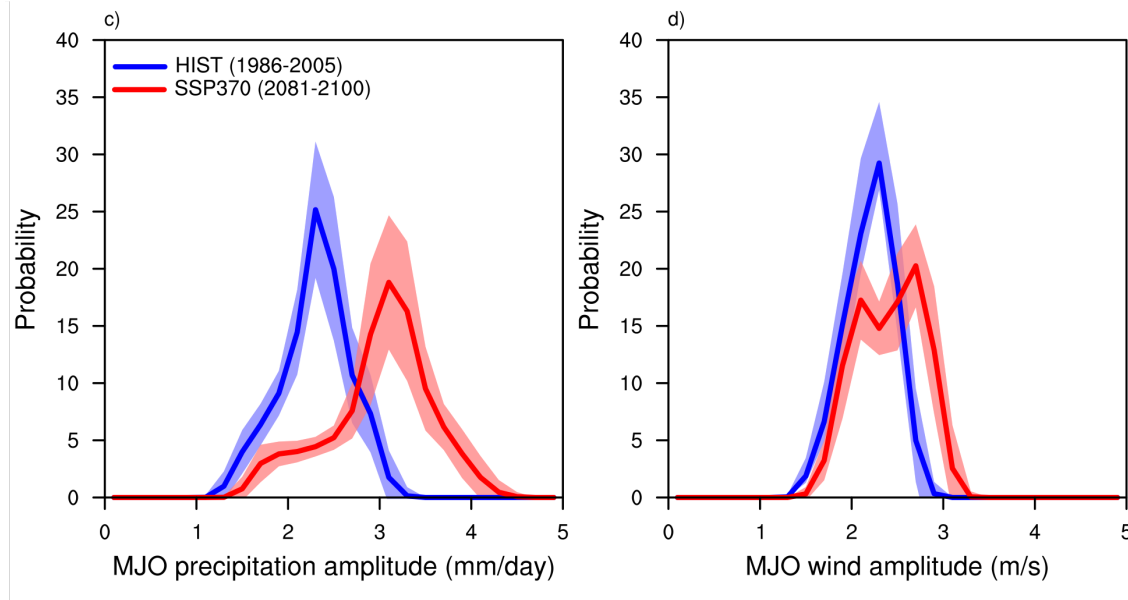 c)
40
35
30
25
20
15
10
5
0
Probability
HIST (1986-2005)
SSP370 (2081-2100)
0 1 2 3 4 5
MJO precipitation amplitude (mm/day)
d)
40
35
30
25
20
15
10
5
0
Probability
0 1 2 3 4 5
MJO wind amplitude (m/s)